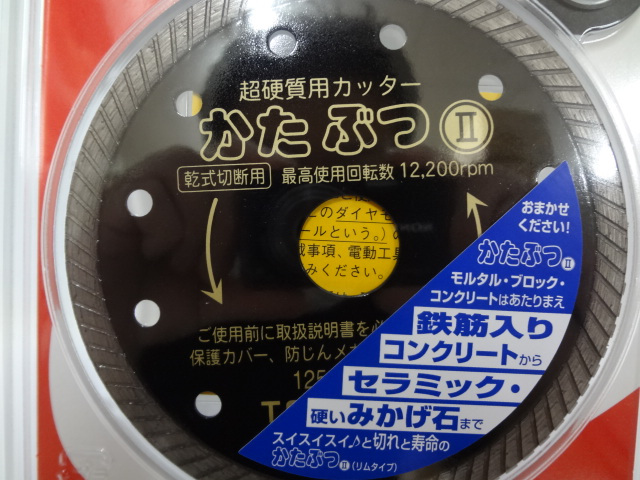 超硬質用カッター
かたぶつⅡ
乾式切断用 最高使用回転数 12,200rpm
このダイヤモ
ールという。)の
載事項、電動工具
みください。
ご使用前に取扱説明書を必
保護カバー、防じんメガ
125
おまかせ
ください!
かたぶつⅡ
モルタル・ブロック・
コンクリートはあたりまえ
鉄筋入り
コンクリートから
セラミック・
硬いみかげ石まで
スイスイスイ♪と切れと寿命の
かたぶつⅡ(リムタイプ)